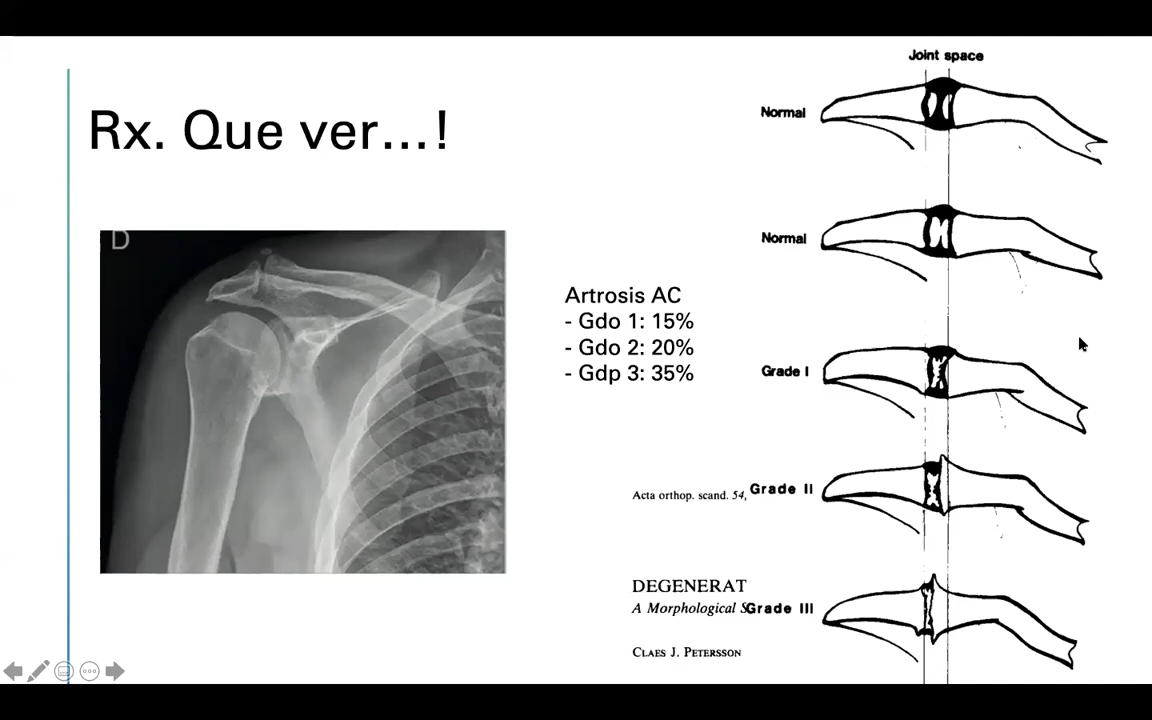 Rx. Que ver...!
D
Artrosis AC
- Gdo 1: 15%
- Gdo 2: 20%
- Gdp 3: 35%
Joint space
Normal
Normal
Grade I
Acta orthop. scand. 54,
Grade II
DEGENERAT
A Morphological S
Grade III
CLAES J. PETERSSON